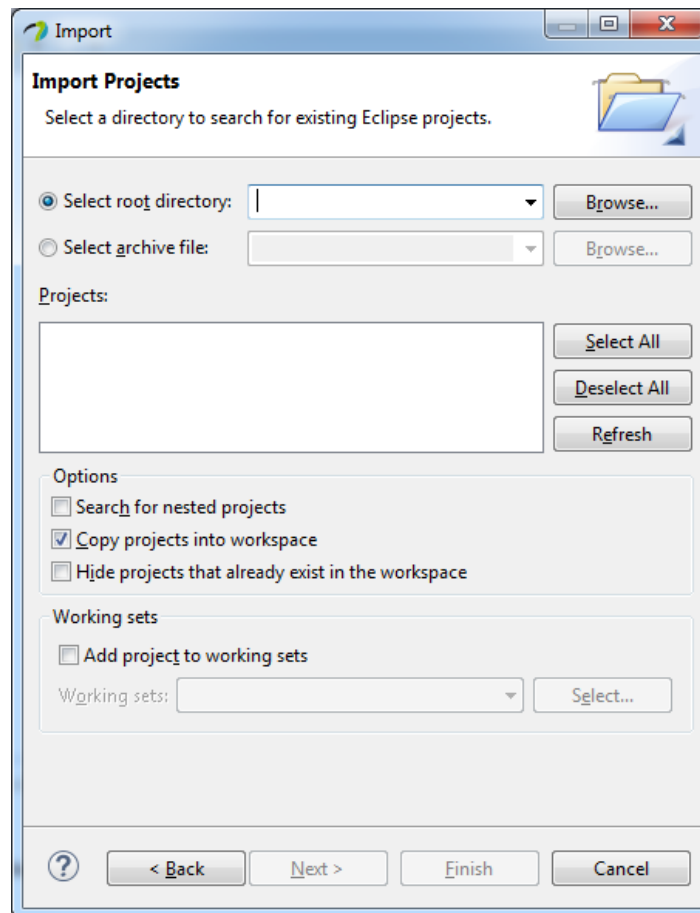 Import
Import Projects
Select a directory to search for existing Eclipse projects.
Select root directory: Browse...
Select archive file: Browse...
Projects:
Select All
Deselect All
Refresh
Options
Search for nested projects
Copy projects into workspace
Hide projects that already exist in the workspace
Working sets
Add project to working sets
Working sets: Select...
? < Back Next > Finish Cancel